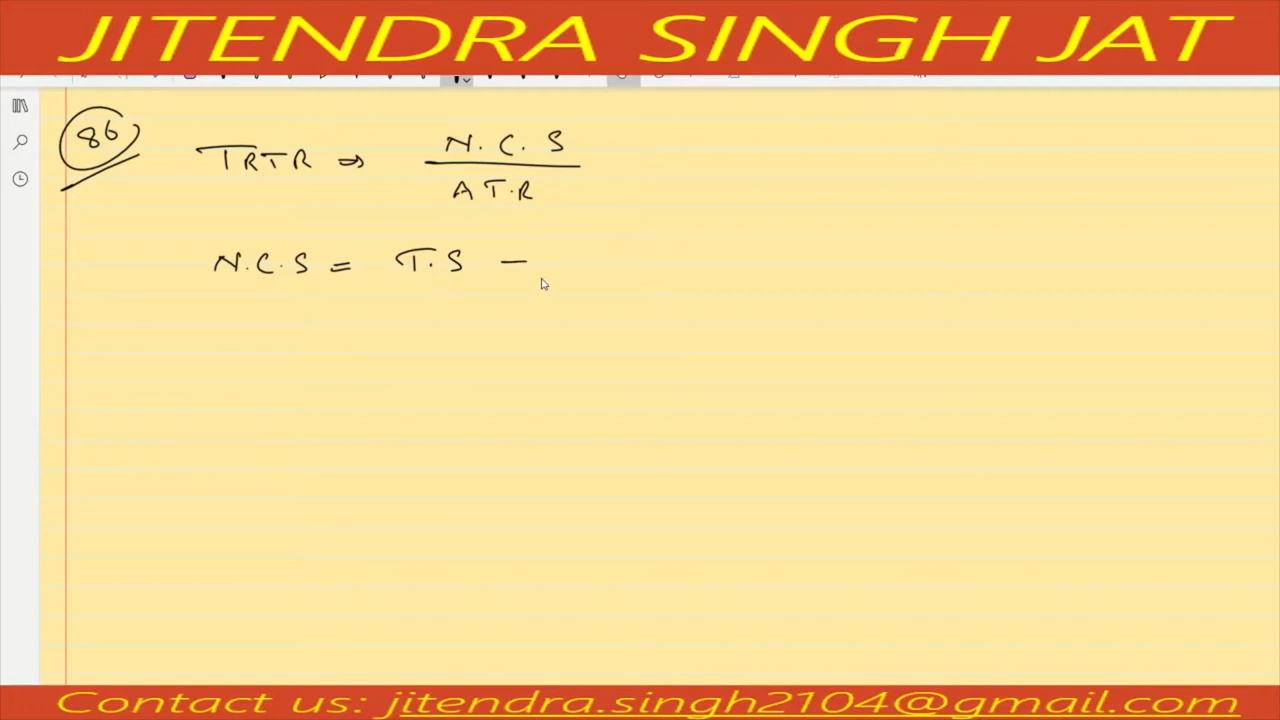 JITENDRA SINGH JAT
86
TRTR ⇒ N.C.S / A T.R
N.C.S = T.S −
Contact us: jitendra.singh2104@gmail.com